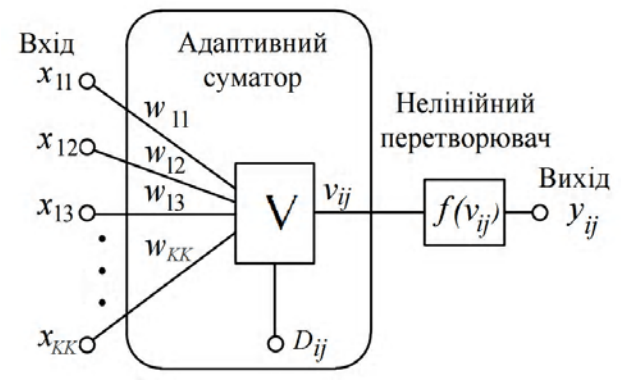 Вхід
Адаптивний
суматор
x11
w11
x12
w12
x13
w13
wKK
xKK
V
vij
Dij
Нелінійний
перетворювач
f(vij)
Вихід
yij